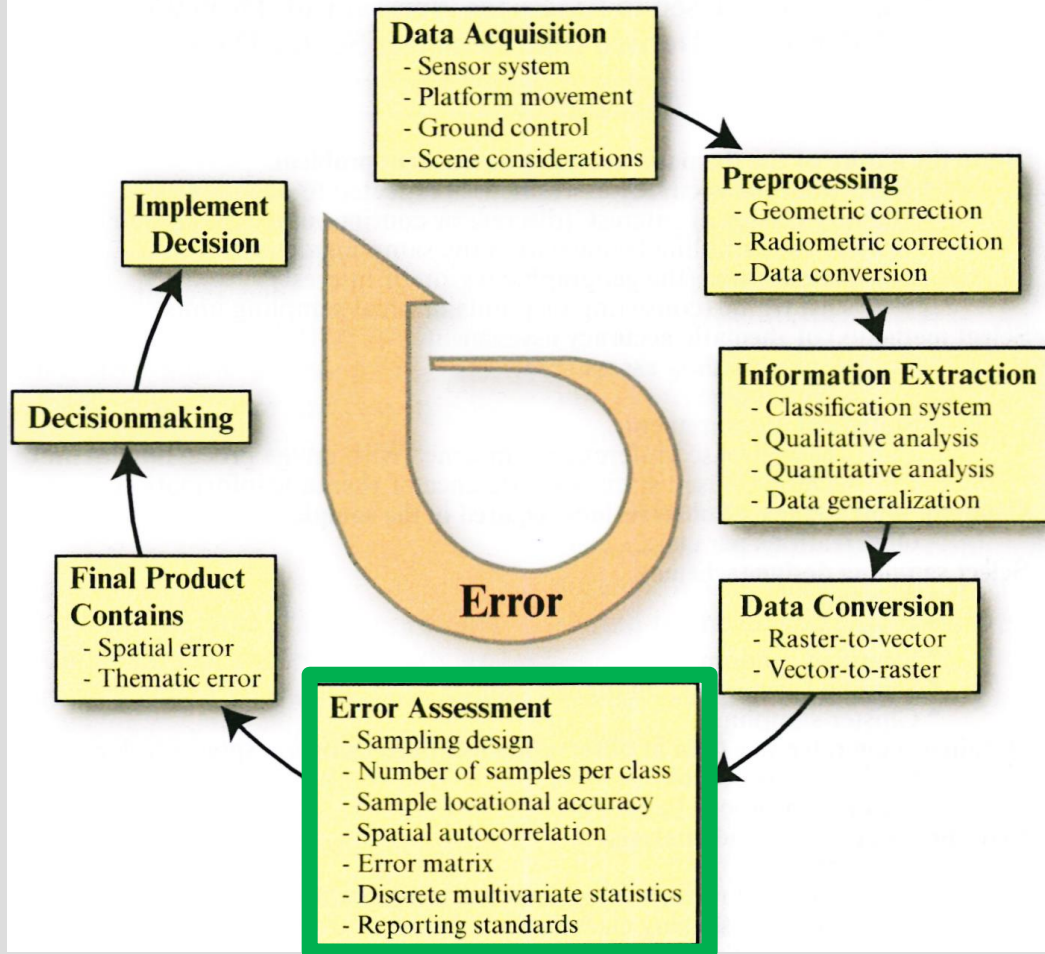 Data Acquisition
- Sensor system
- Platform movement
- Ground control
- Scene considerations
Preprocessing
- Geometric correction
- Radiometric correction
- Data conversion
Information Extraction
- Classification system
- Qualitative analysis
- Quantitative analysis
- Data generalization
Data Conversion
- Raster-to-vector
- Vector-to-raster
Error Assessment
- Sampling design
- Number of samples per class
- Sample locational accuracy
- Spatial autocorrelation
- Error matrix
- Discrete multivariate statistics
- Reporting standards
Final Product
Contains
- Spatial error
- Thematic error
Decisionmaking
Implement
Decision
Error